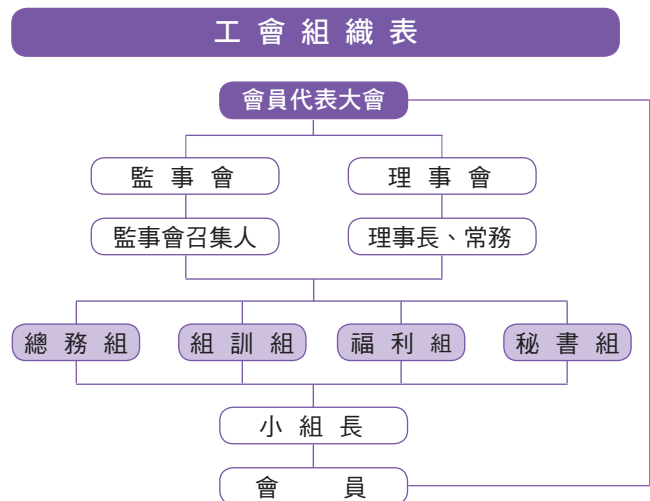 工會組織表
會員代表大會
監事會
理事會
監事會召集人
理事長、常務
總務組
組訓組
福利組
秘書組
小組長
會員